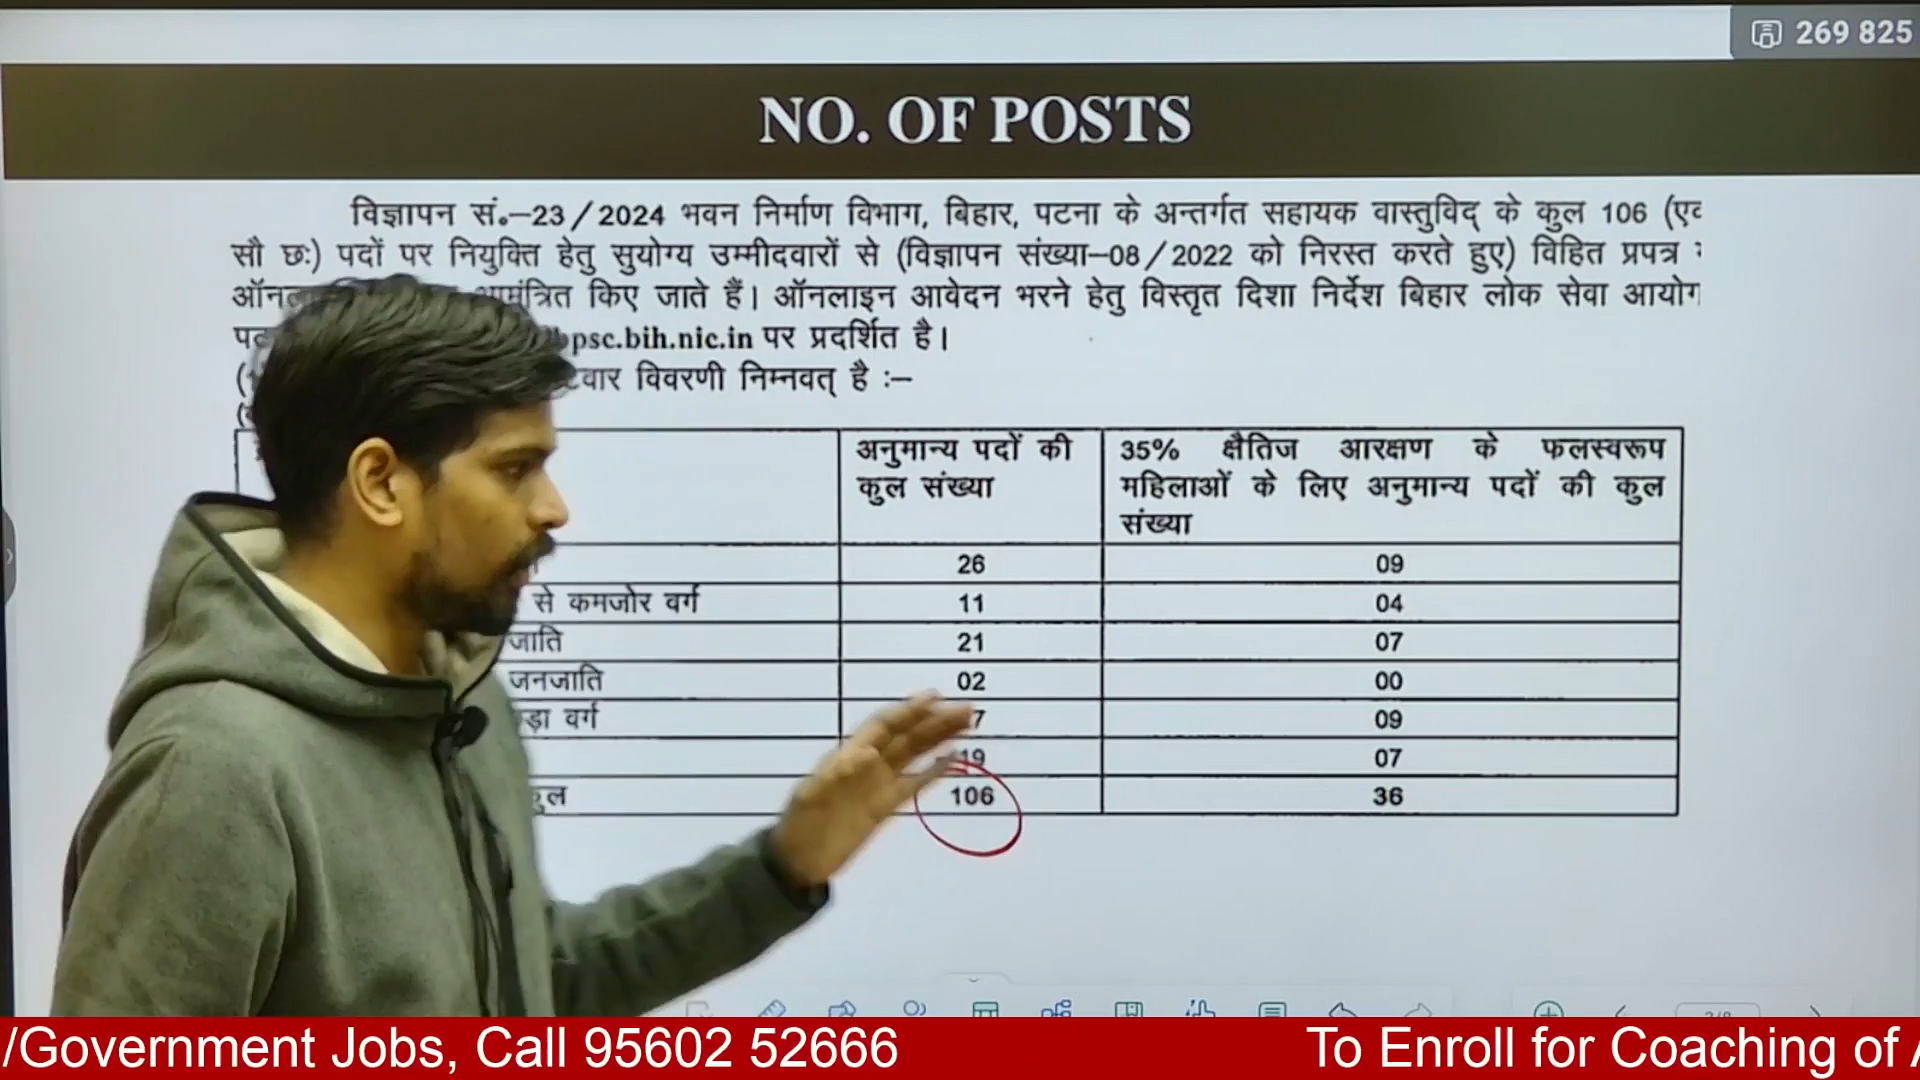 269 825
NO. OF POSTS
विज्ञापन सं०–23/2024 भवन निर्माण विभाग, बिहार, पटना के अन्तर्गत सहायक वास्तुविद् के कुल 106
सौ छः) पदों पर नियुक्ति हेतु सुयोग्य उम्मीदवारों से (विज्ञापन संख्या–08/2022 को निरस्त करते हुए) विहित प्रपत्र
आमंत्रित किए जाते हैं। ऑनलाइन आवेदन भरने हेतु विस्तृत दिशा निर्देश बिहार लोक सेवा आयोग
bpsc.bih.nic.in पर प्रदर्शित है।
विवरणी निम्नवत् है :–
अनुमान्य पदों की कुल संख्या
35% क्षैतिज आरक्षण के फलस्वरूप
महिलाओं के लिए अनुमान्य पदों की कुल
संख्या
26 09
से कमजोर वर्ग 11 04
जाति 21 07
जनजाति 02 00
वर्ग 09
19 07
106 36
/Government Jobs, Call 95602 52666 To Enroll for Coaching of